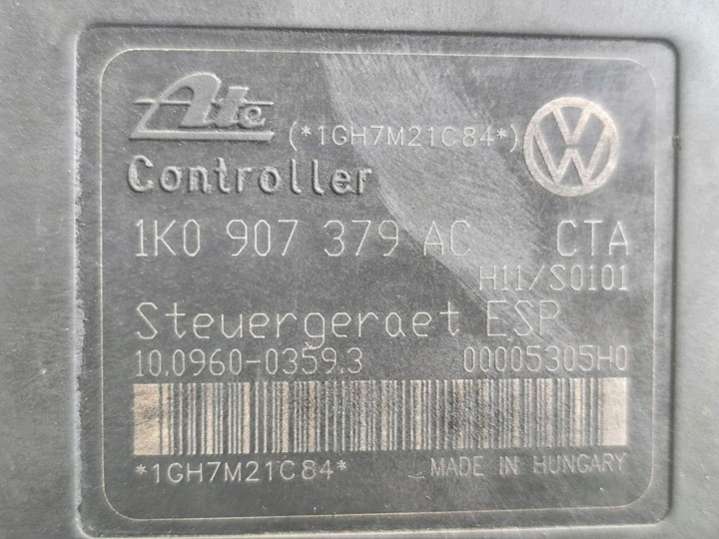 Ate (*1GH7M21C84*)
Controller
1K0 907 379 AC CTA
H11/S0101
Steuergeraet ESP
10.0960-0359.3 00005305H0
*1GH7M21C84* MADE IN HUNGARY